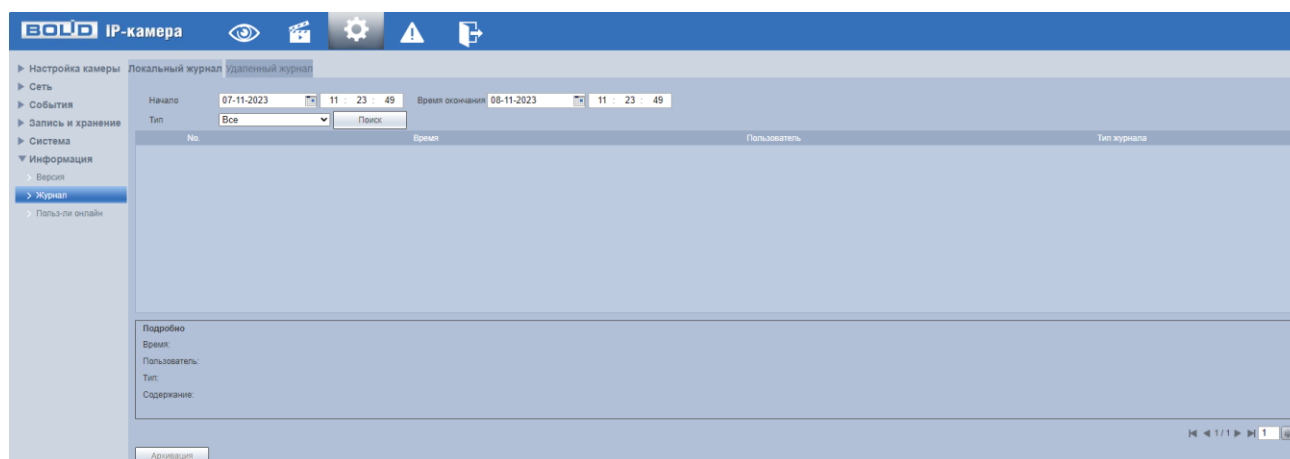 BOLID IP-камера
Настройка камеры
Сеть
События
Запись и хранение
Система
Информация
Версия
Журнал
Польз-ли онлайн
Локальный журнал Удаленный журнал
Начало 07-11-2023 11 : 23 : 49 Время окончания 08-11-2023 11 : 23 : 49
Тип Все Поиск
No. Время Пользователь Тип журнала
Подробно
Время:
Пользователь:
Тип:
Содержание:
1 / 1 1
Архивация